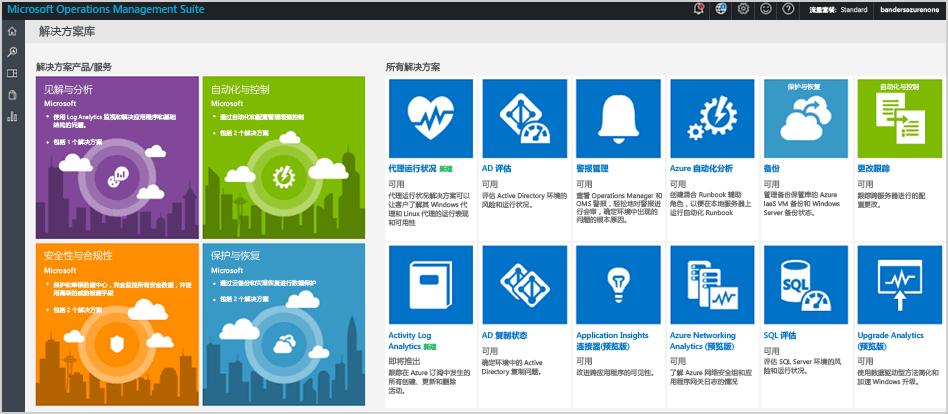 Microsoft Operations Management Suite
流量套餐: Standard
bandersazurenone
解决方案库
解决方案产品/服务
见解与分析
Microsoft
使用 Log Analytics 监视和解决应用程序和基础
结构的问题。
包括 1 个解决方案
自动化与控制
Microsoft
通过自动化和配置管理增强控制
包括 2 个解决方案
安全性与合规性
Microsoft
保护和审核数据中心，完全监控所有安全数据，并使
用高级的威胁检测手段
包括 2 个解决方案
保护与恢复
Microsoft
通过云备份和灾难恢复进行数据保护
包括 2 个解决方案
所有解决方案
代理运行状况 新建
可用
代理运行状况解决方案可以
让客户了解其 Windows 代理
和 Linux 代理的运行表现
和可用性
AD 评估
可用
评估 Active Directory 环境的
风险和运行状况。
警报管理
可用
查看 Operations Manager 和
OMS 警报，轻松地对警报进
行会审，确定环境中出现的
问题的根本原因。
Azure 自动化分析
可用
创建混合 Runbook 辅助
角色，以便在本地服务器上
运行自动化 Runbook
保护与恢复
备份
可用
管理备份保管库的 Azure
IaaS VM 备份和 Windows
Server 备份状态。
自动化与控制
更改跟踪
可用
跟踪跨服务器进行的配
置更改。
Activity Log
Analytics 新建
即将推出
跟踪在 Azure 订阅中发生的
所有创建、更新和删除
活动。
AD 复制状态
可用
确定环境中的 Active
Directory 复制问题。
Application Insights
连接器(预览版)
可用
改进跨应用程序的可见性。
Azure Networking
Analytics (预览版)
可用
了解 Azure 网络安全组和应
用程序网关日志的情况
SQL
SQL 评估
可用
评估 SQL Server 环境的风
险和运行状况。
Upgrade Analytics
(预览版)
可用
使用数据驱动型方法简化和
加速 Windows 升级。